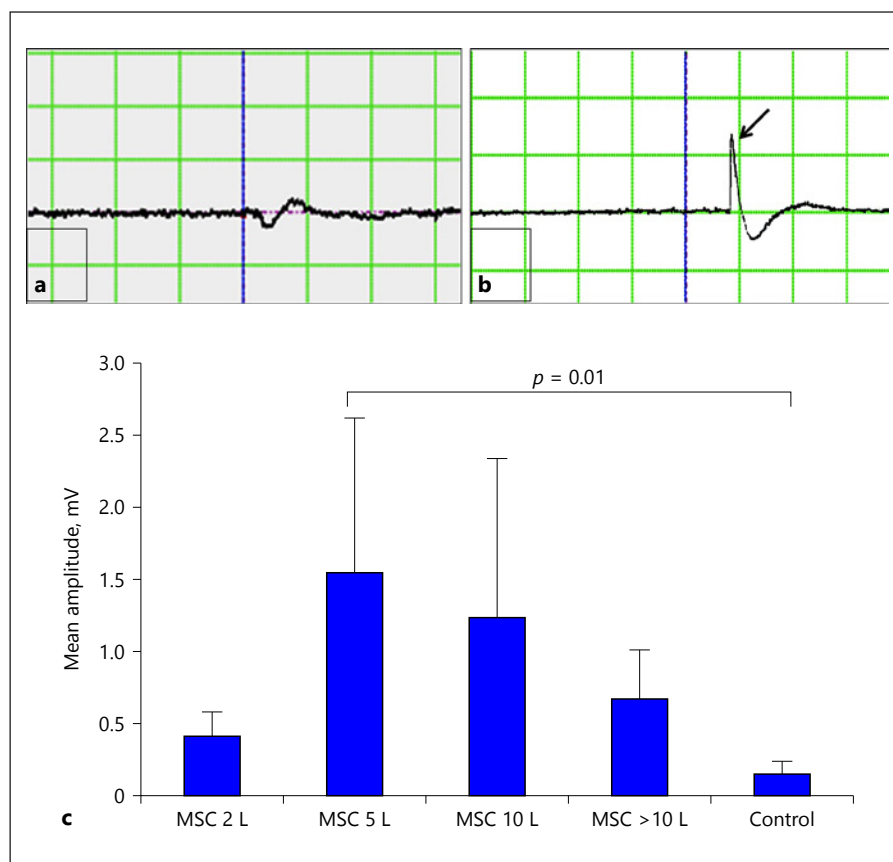 a
b
3.0
p = 0.01
2.5
2.0
1.5
1.0
0.5
0
Mean amplitude, mV
c
MSC 2 L
MSC 5 L
MSC 10 L
MSC >10 L
Control